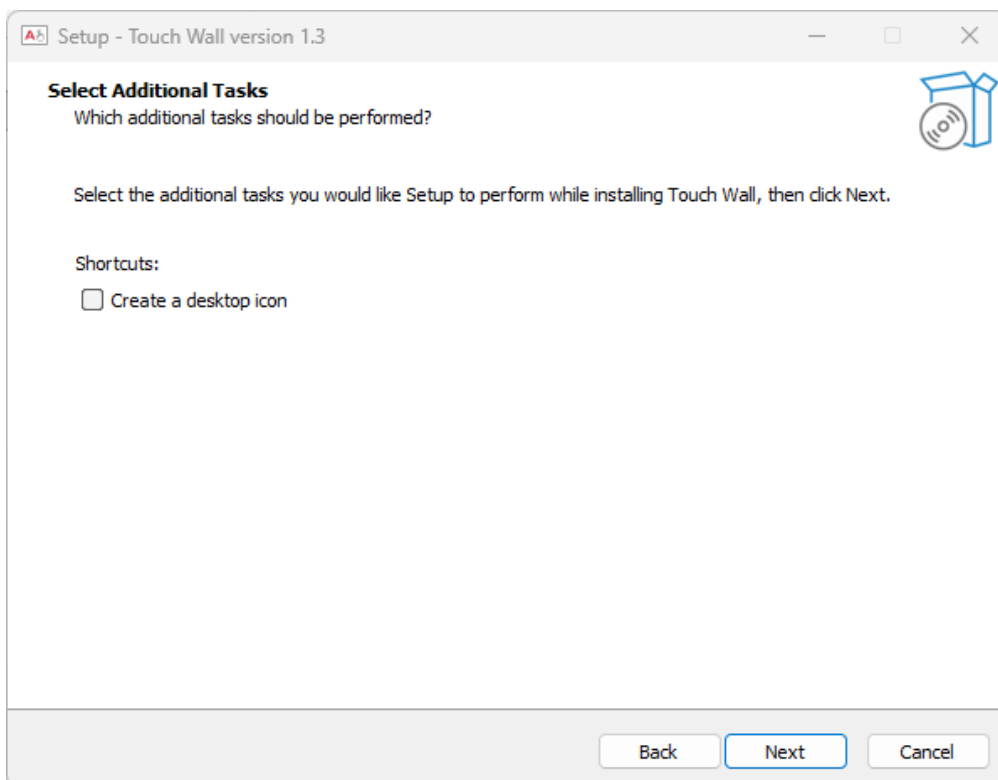 Setup - Touch Wall version 1.3
Select Additional Tasks
Which additional tasks should be performed?
Select the additional tasks you would like Setup to perform while installing Touch Wall, then click Next.
Shortcuts:
Create a desktop icon
Back Next Cancel